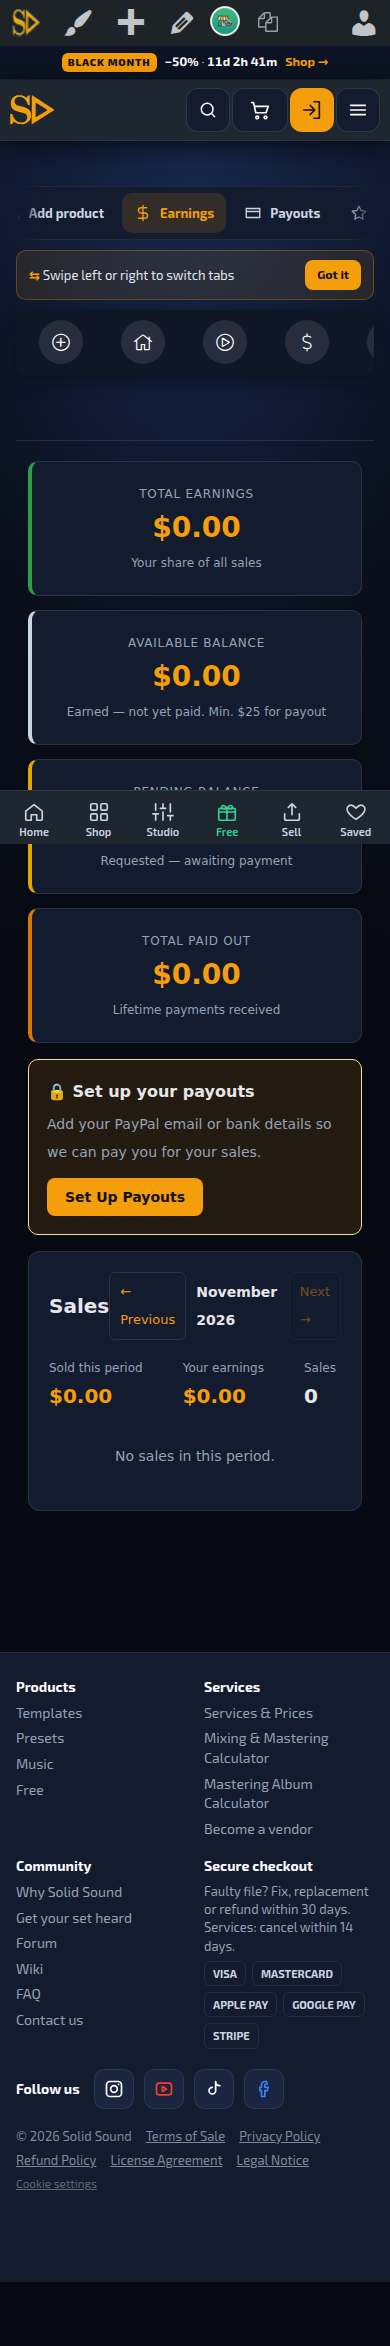 BLACK MONTH −50% · 11d 2h 41m Shop →
Add product Earnings Payouts
⇆ Swipe left or right to switch tabs Got it
TOTAL EARNINGS
$0.00
Your share of all sales
AVAILABLE BALANCE
$0.00
Earned — not yet paid. Min. $25 for payout
Home Shop Studio Free Sell Saved
Requested — awaiting payment
TOTAL PAID OUT
$0.00
Lifetime payments received
🔒 Set up your payouts
Add your PayPal email or bank details so
we can pay you for your sales.
Set Up Payouts
Sales
←
Previous
November
2026
Next
→
Sold this period Your earnings Sales
$0.00 $0.00 0
No sales in this period.
Products
Templates
Presets
Music
Free
Services
Services & Prices
Mixing & Mastering
Calculator
Mastering Album
Calculator
Become a vendor
Community
Why Solid Sound
Get your set heard
Forum
Wiki
FAQ
Contact us
Secure checkout
Faulty file? Fix, replacement
or refund within 30 days.
Services: cancel within 14
days.
VISA MASTERCARD
APPLE PAY GOOGLE PAY
STRIPE
Follow us
© 2026 Solid Sound Terms of Sale Privacy Policy
Refund Policy License Agreement Legal Notice
Cookie settings